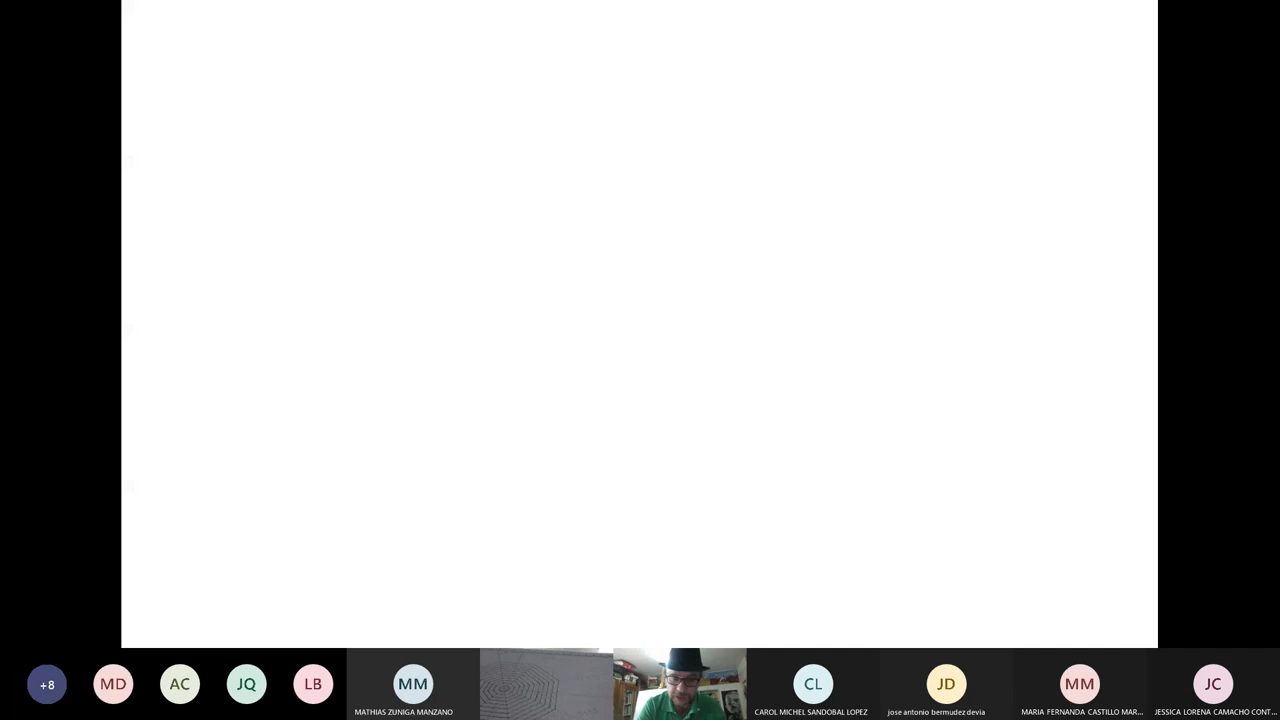 +8
MD
AC
JQ
LB
MM
MATHIAS ZUNIGA MANZANO
CL
CAROL MICHEL SANDOBAL LOPEZ
JD
jose antonio bermudez devia
MM
MARIA FERNANDA CASTILLO MAR...
JC
JESSICA LORENA CAMACHO CONT...